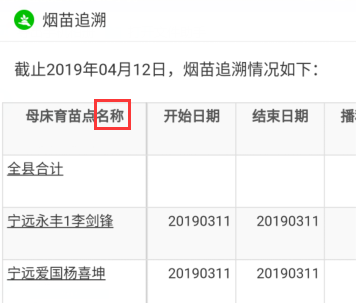 烟苗追溯
截止2019年04月12日，烟苗追溯情况如下：
母床育苗点名称 开始日期 结束日期
全县合计
宁远永丰1李剑锋 20190311 20190311
宁远爱国杨喜坤 20190311 20190311